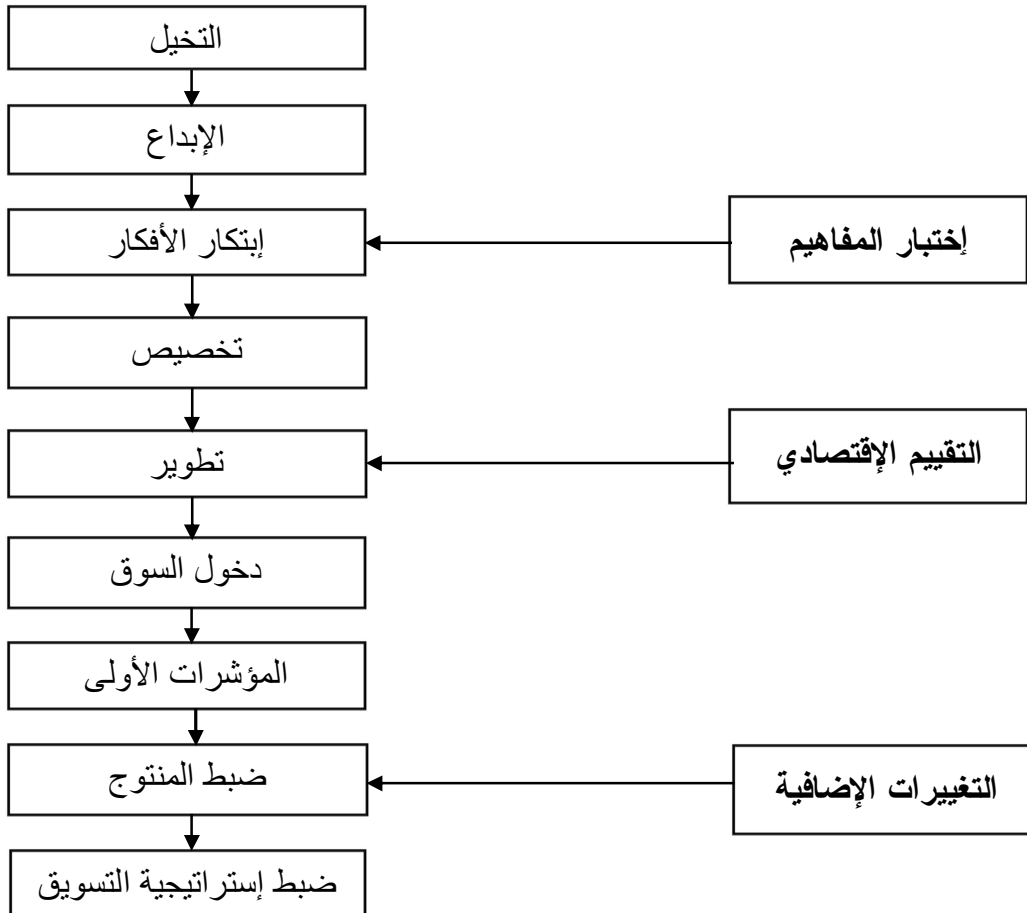 التخيل
الإبداع
إبتكار الأفكار
إختبار المفاهيم
تخصيص
تطوير
التقييم الإقتصادي
دخول السوق
المؤشرات الأولى
ضبط المنتوج
التغييرات الإضافية
ضبط إستراتيجية التسويق